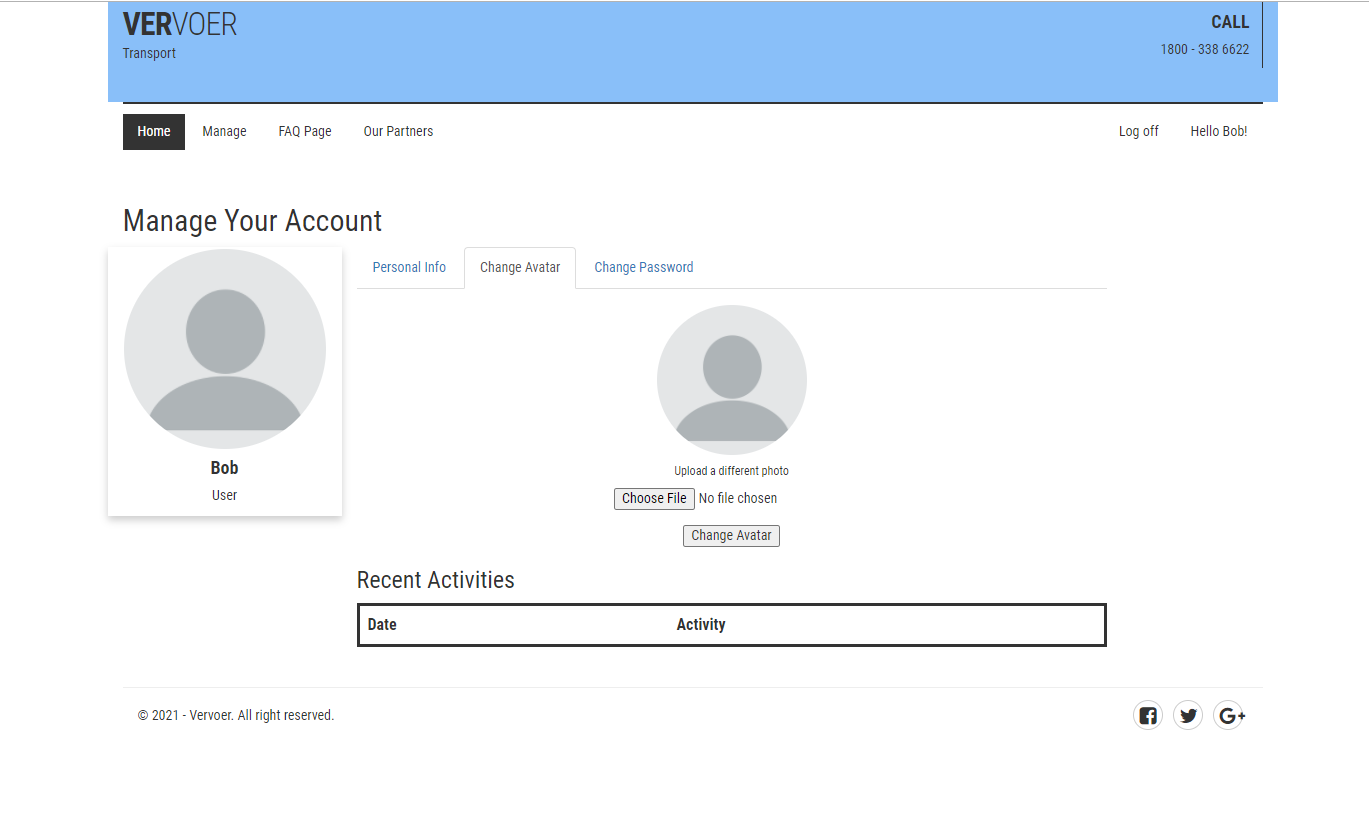 VERVOER
Transport
CALL
1800 - 338 6622
Home Manage FAQ Page Our Partners Log off Hello Bob!
Manage Your Account
Personal Info Change Avatar Change Password
Bob
User
Upload a different photo
Choose File No file chosen
Change Avatar
Recent Activities
Date Activity
© 2021 - Vervoer. All right reserved.